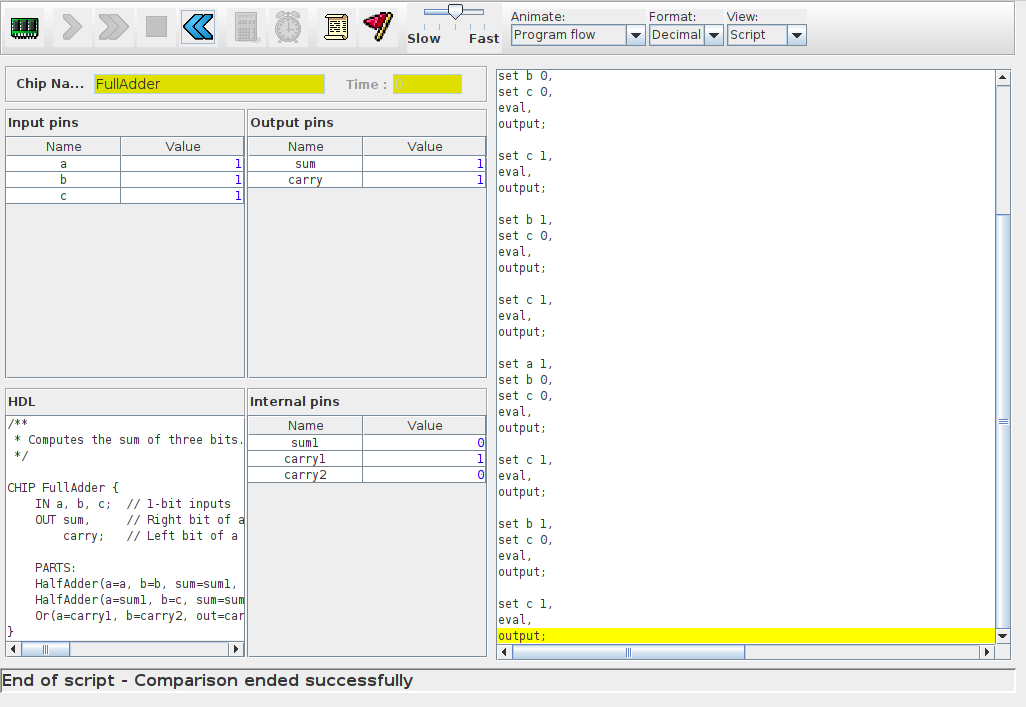 Slow Fast
Animate:
Program flow
Format:
Decimal
View:
Script
Chip Na... FullAdder Time : 0
Input pins
Name Value
a 1
b 1
c 1
Output pins
Name Value
sum 1
carry 1
HDL
/**
* Computes the sum of three bits.
*/
CHIP FullAdder {
IN a, b, c; // 1-bit inputs
OUT sum, // Right bit of a
carry; // Left bit of a
PARTS:
HalfAdder(a=a, b=b, sum=sum1,
HalfAdder(a=sum1, b=c, sum=sum
Or(a=carry1, b=carry2, out=car
}
Internal pins
Name Value
sum1 0
carry1 1
carry2 0
set b 0,
set c 0,
eval,
output;
set c 1,
eval,
output;
set b 1,
set c 0,
eval,
output;
set c 1,
eval,
output;
set a 1,
set b 0,
set c 0,
eval,
output;
set c 1,
eval,
output;
set b 1,
set c 0,
eval,
output;
set c 1,
eval,
output;
End of script - Comparison ended successfully